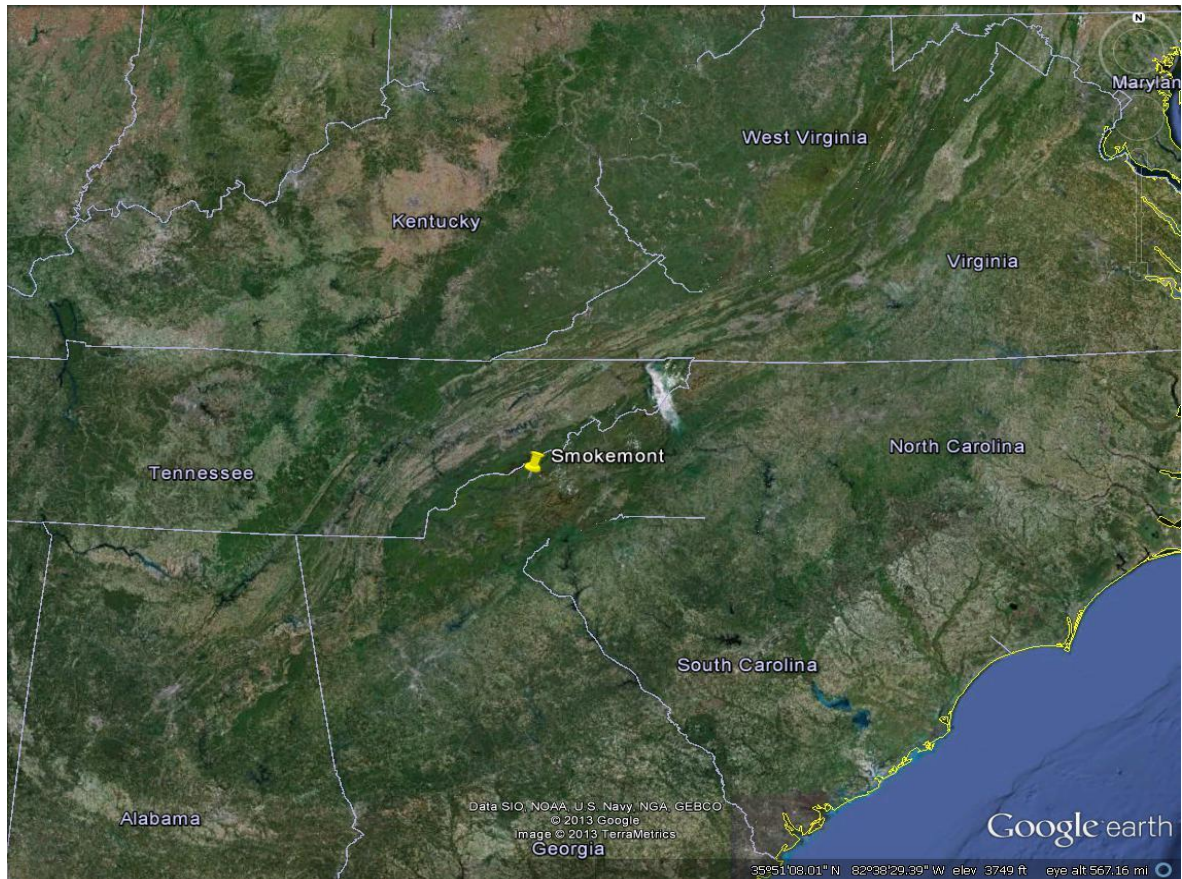 N
Marylan
West Virginia
Kentucky
Virginia
North Carolina
Smokemont
Tennessee
South Carolina
Alabama
Data SIO, NOAA, U.S. Navy, NGA, GEBCO
© 2013 Google
Image © 2013 TerraMetrics
Georgia
Google earth
35°51'08.01" N 82°38'29.39" W elev 3749 ft eye alt 567.16 mi